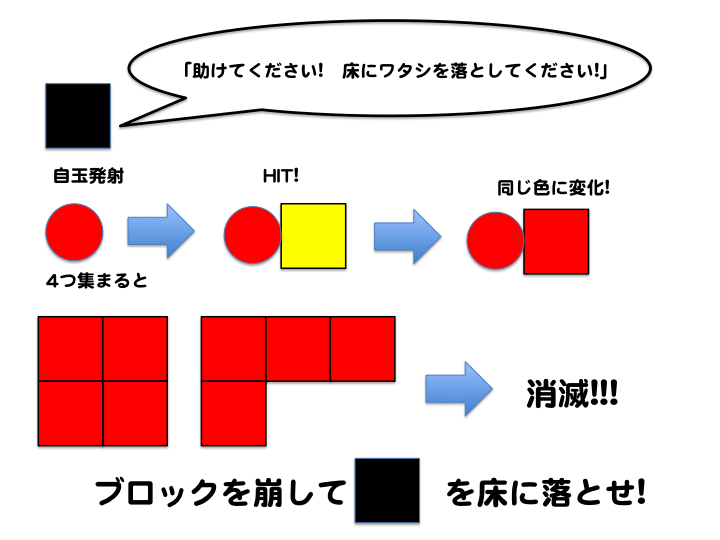 「助けてください!　床にワタシを落としてください!」
自玉発射
HIT!
同じ色に変化!
4つ集まると
消滅!!!
ブロックを崩して　を床に落とせ!